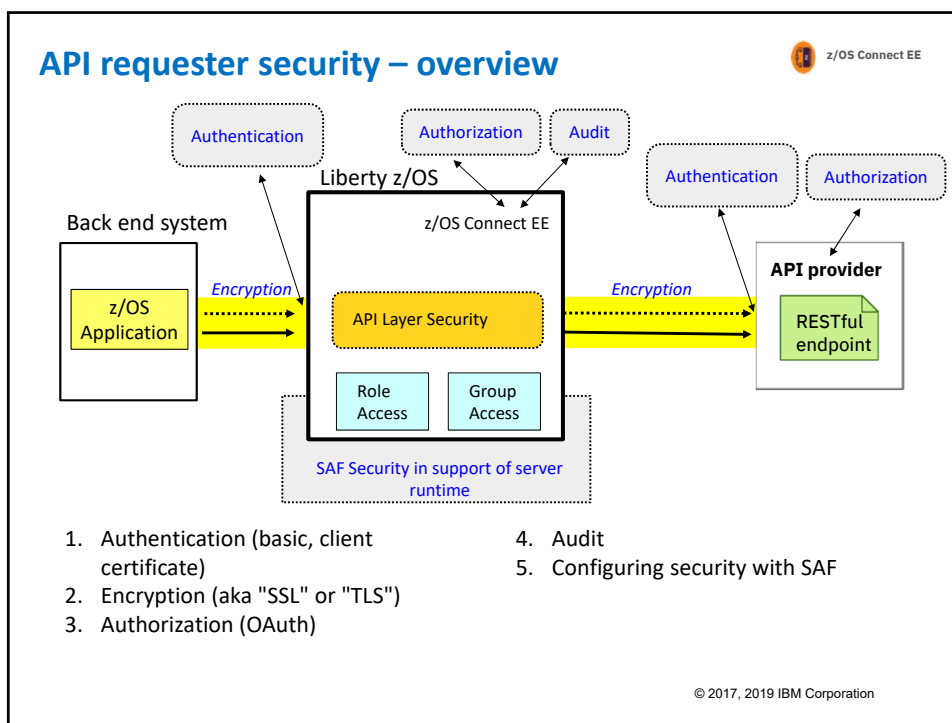 API requester security – overview
z/OS Connect EE
Authentication
Authorization
Audit
Authentication
Authorization
Liberty z/OS
Back end system
z/OS Connect EE
API provider
Encryption
Encryption
z/OS
Application
API Layer Security
RESTful
endpoint
Role
Access
Group
Access
SAF Security in support of server
runtime
1. Authentication (basic, client
certificate)
2. Encryption (aka "SSL" or "TLS")
3. Authorization (OAuth)
4. Audit
5. Configuring security with SAF
© 2017, 2019 IBM Corporation